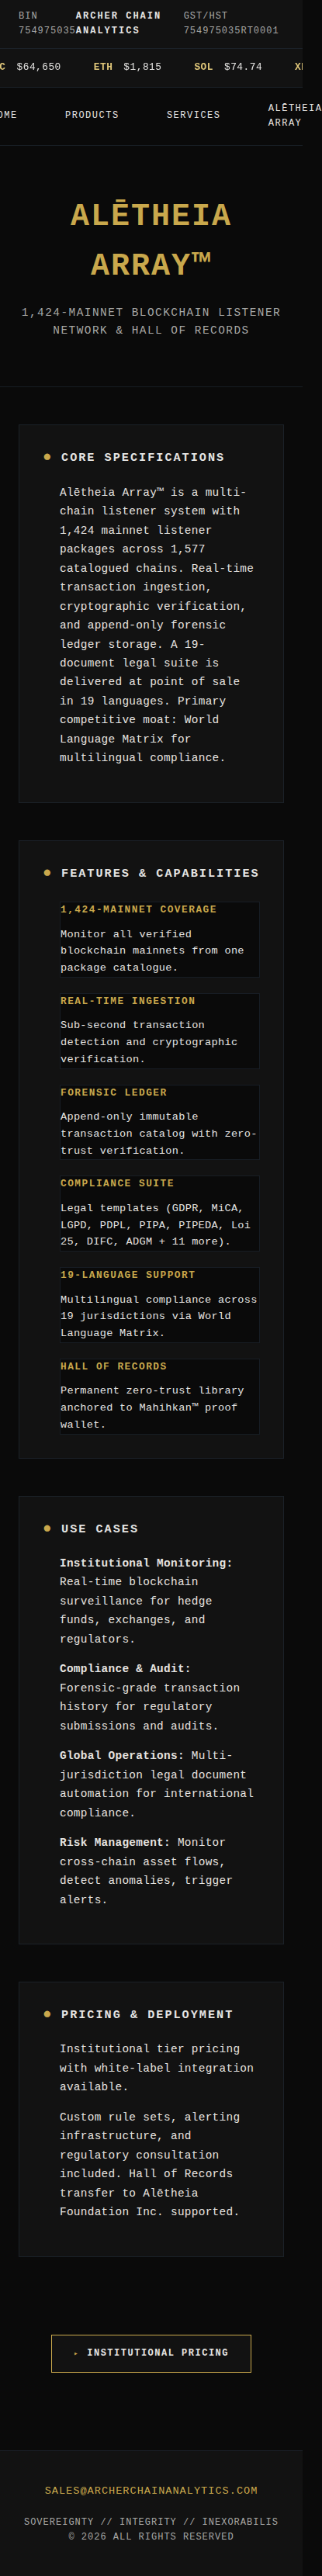 BIN ARCHER CHAIN GST/HST
754975035 ANALYTICS 754975035RT0001
C $64,650 ETH $1,815 SOL $74.74
OME PRODUCTS SERVICES ALĒTHEIA
ARRAY
ALĒTHEIA
ARRAY™
1,424-MAINNET BLOCKCHAIN LISTENER
NETWORK & HALL OF RECORDS
● CORE SPECIFICATIONS
Alētheia Array™ is a multi-
chain listener system with
1,424 mainnet listener
packages across 1,577
catalogued chains. Real-time
transaction ingestion,
cryptographic verification,
and append-only forensic
ledger storage. A 19-
document legal suite is
delivered at point of sale
in 19 languages. Primary
competitive moat: World
Language Matrix for
multilingual compliance.
● FEATURES & CAPABILITIES
1,424-MAINNET COVERAGE
Monitor all verified
blockchain mainnets from one
package catalogue.
REAL-TIME INGESTION
Sub-second transaction
detection and cryptographic
verification.
FORENSIC LEDGER
Append-only immutable
transaction catalog with zero-
trust verification.
COMPLIANCE SUITE
Legal templates (GDPR, MiCA,
LGPD, PDPL, PIPA, PIPEDA, Loi
25, DIFC, ADGM + 11 more).
19-LANGUAGE SUPPORT
Multilingual compliance across
19 jurisdictions via World
Language Matrix.
HALL OF RECORDS
Permanent zero-trust library
anchored to Mahihkan™ proof
wallet.
● USE CASES
Institutional Monitoring:
Real-time blockchain
surveillance for hedge
funds, exchanges, and
regulators.
Compliance & Audit:
Forensic-grade transaction
history for regulatory
submissions and audits.
Global Operations: Multi-
jurisdiction legal document
automation for international
compliance.
Risk Management: Monitor
cross-chain asset flows,
detect anomalies, trigger
alerts.
● PRICING & DEPLOYMENT
Institutional tier pricing
with white-label integration
available.
Custom rule sets, alerting
infrastructure, and
regulatory consultation
included. Hall of Records
transfer to Alētheia
Foundation Inc. supported.
▸ INSTITUTIONAL PRICING
SALES@ARCHERCHAINANALYTICS.COM
SOVEREIGNTY // INTEGRITY // INEXORABILIS
© 2026 ALL RIGHTS RESERVED